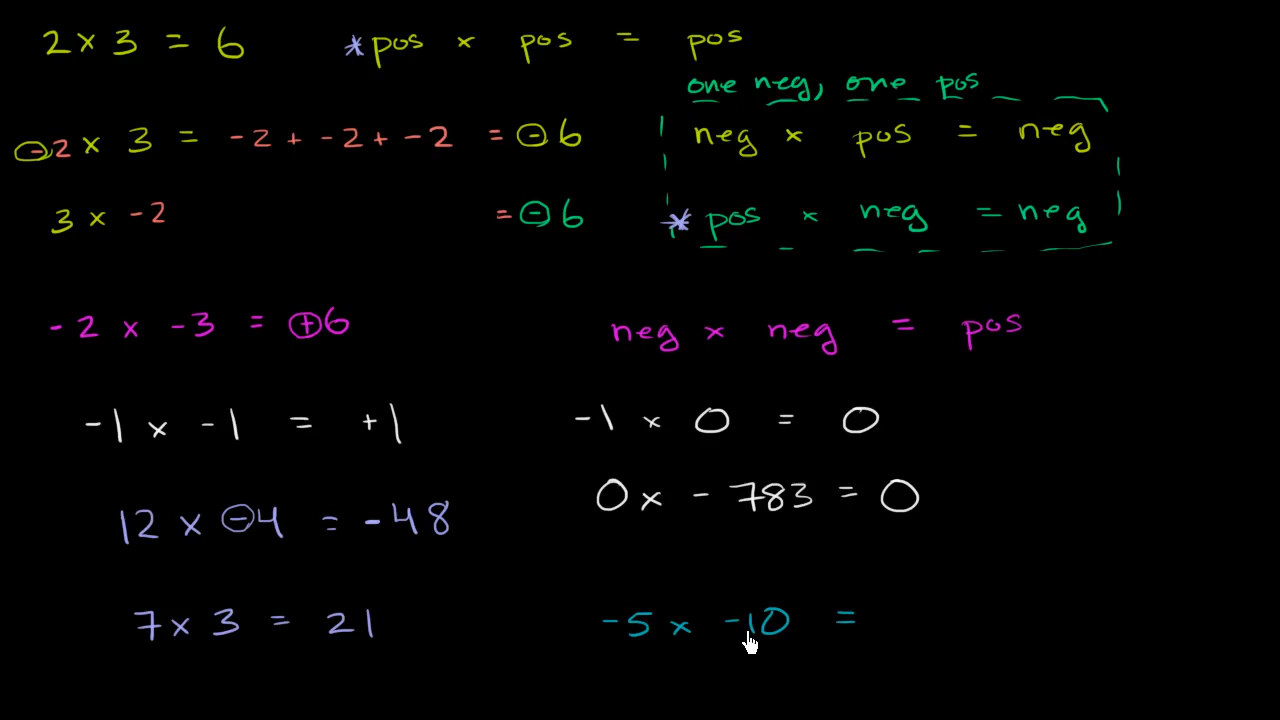 2 × 3 = 6 * pos × pos = pos
one neg, one pos
-2 × 3 = -2 + -2 + -2 = -6 neg × pos = neg
3 × -2 = -6 * pos × neg = neg
-2 × -3 = +6 neg × neg = pos
-1 × -1 = +1 -1 × 0 = 0
0 × -783 = 0
12 × -4 = -48
7 × 3 = 21 -5 × -10 =